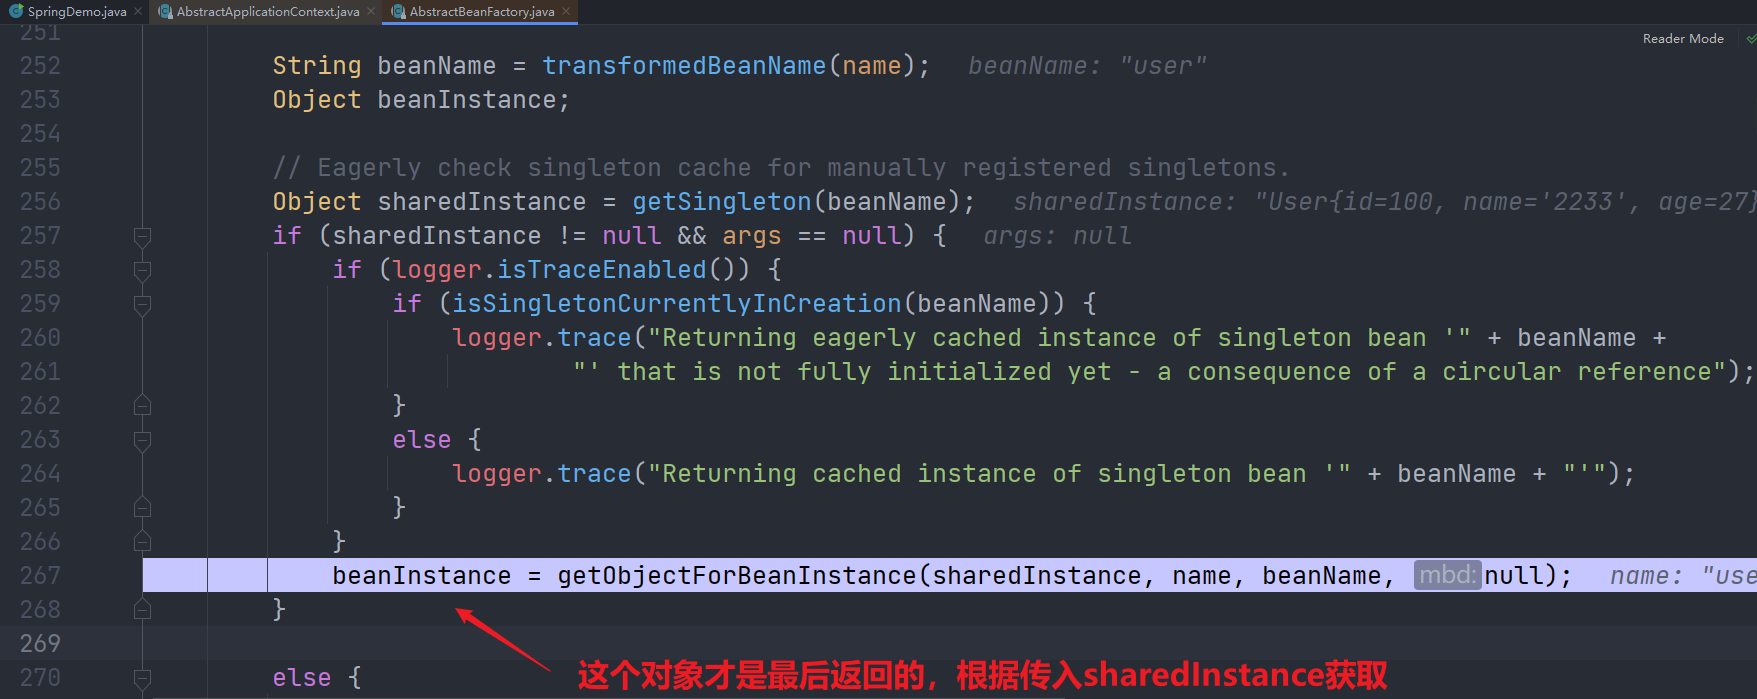 SpringDemo.java × AbstractApplicationContext.java × AbstractBeanFactory.java ×
251
Reader Mode
252 String beanName = transformedBeanName(name); beanName: "user"
253 Object beanInstance;
254
255 // Eagerly check singleton cache for manually registered singletons.
256 Object sharedInstance = getSingleton(beanName); sharedInstance: "User{id=100, name='2233', age=27}
257 if (sharedInstance != null && args == null) { args: null
258 if (logger.isTraceEnabled()) {
259 if (isSingletonCurrentlyInCreation(beanName)) {
260 logger.trace("Returning eagerly cached instance of singleton bean '" + beanName +
261 "' that is not fully initialized yet - a consequence of a circular reference");
262 }
263 else {
264 logger.trace("Returning cached instance of singleton bean '" + beanName + "'");
265 }
266 }
267 beanInstance = getObjectForBeanInstance(sharedInstance, name, beanName, mbd: null); name: "use
268 }
269
270 else {
这个对象才是最后返回的，根据传入sharedInstance获取